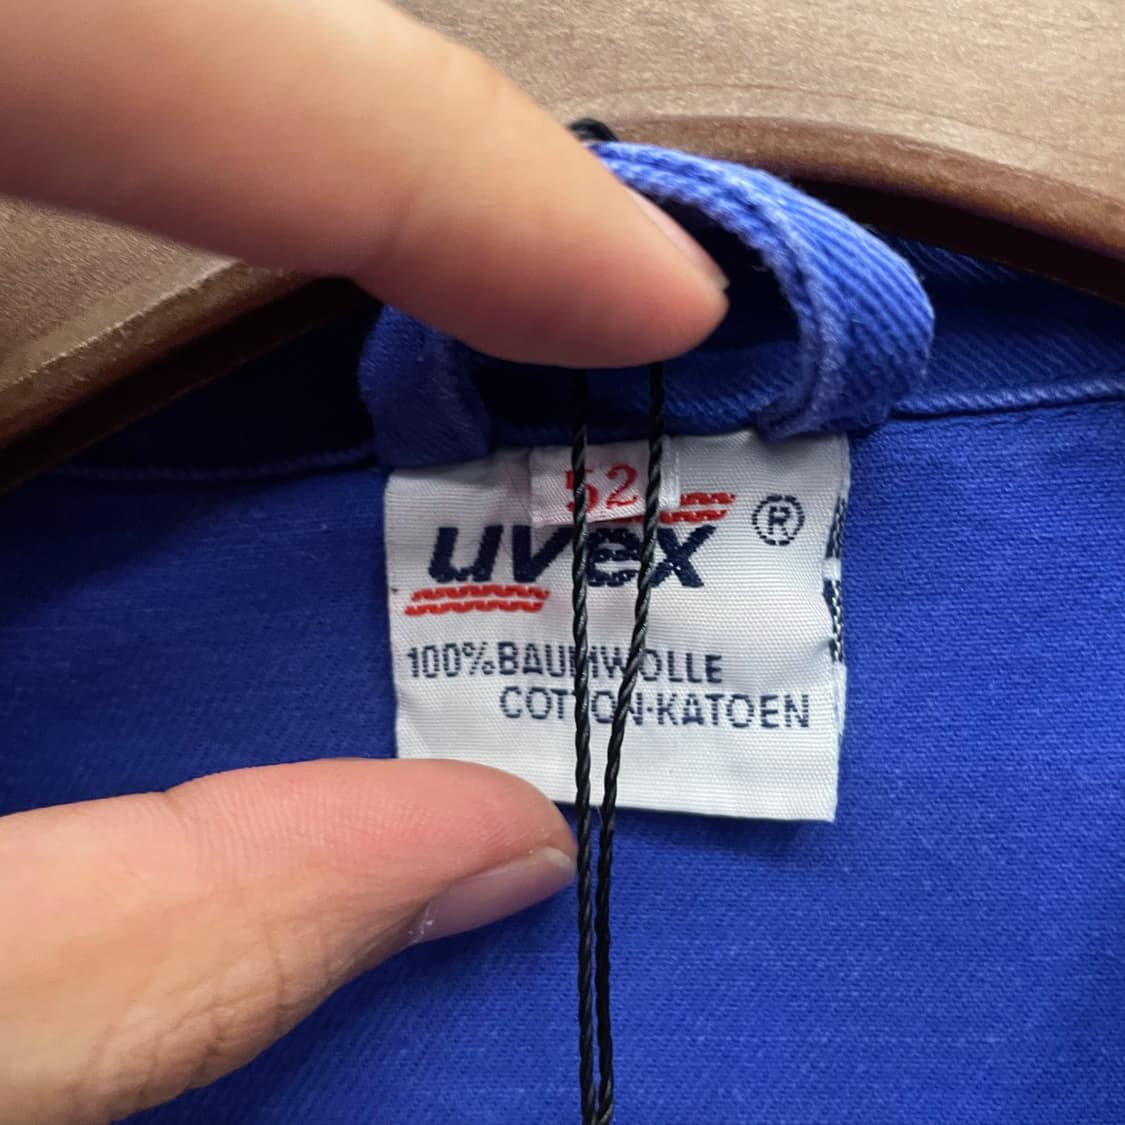 52
uvex ®
100% BAUMWOLLE
COTTON-KATOEN